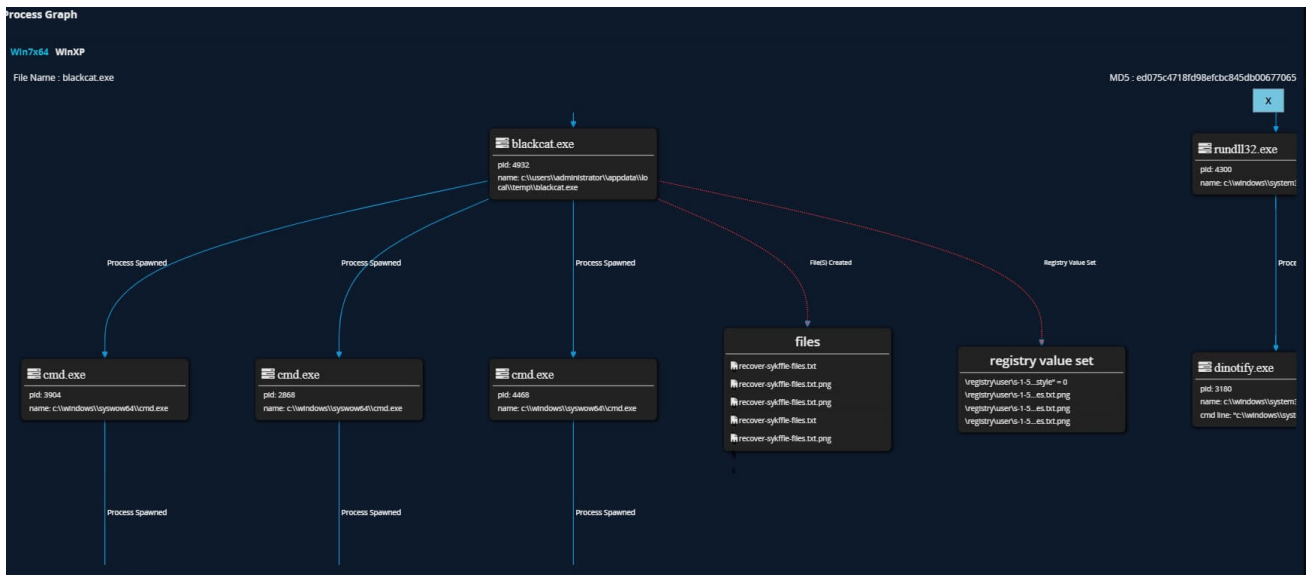 Process Graph
Win7x64 WinXP
File Name : blackcat.exe
MD5 : ed075c4718fd98efcbc845db00677065
X
blackcat.exe
pid: 4932
name: c:\\users\\administrator\\appdata\\lo
cal\\temp\\blackcat.exe
rundll32.exe
pid: 4300
name: c:\\windows\\system3
Process Spawned
Process Spawned
Process Spawned
File(S) Created
Registry Value Set
Proce
cmd.exe
pid: 3904
name: c:\\windows\\syswow64\\cmd.exe
cmd.exe
pid: 2868
name: c:\\windows\\syswow64\\cmd.exe
cmd.exe
pid: 4468
name: c:\\windows\\syswow64\\cmd.exe
files
recover-sykffle-files.txt
recover-sykffle-files.txt.png
recover-sykffle-files.txt.png
recover-sykffle-files.txt
recover-sykffle-files.txt.png
registry value set
\registry\user\s-1-5...style" = 0
\registry\user\s-1-5...es.txt.png
\registry\user\s-1-5...es.txt.png
\registry\user\s-1-5...es.txt.png
dinotify.exe
pid: 3180
name: c:\\windows\\system3
cmd line: "c:\\windows\\syst
Process Spawned
Process Spawned
Process Spawned